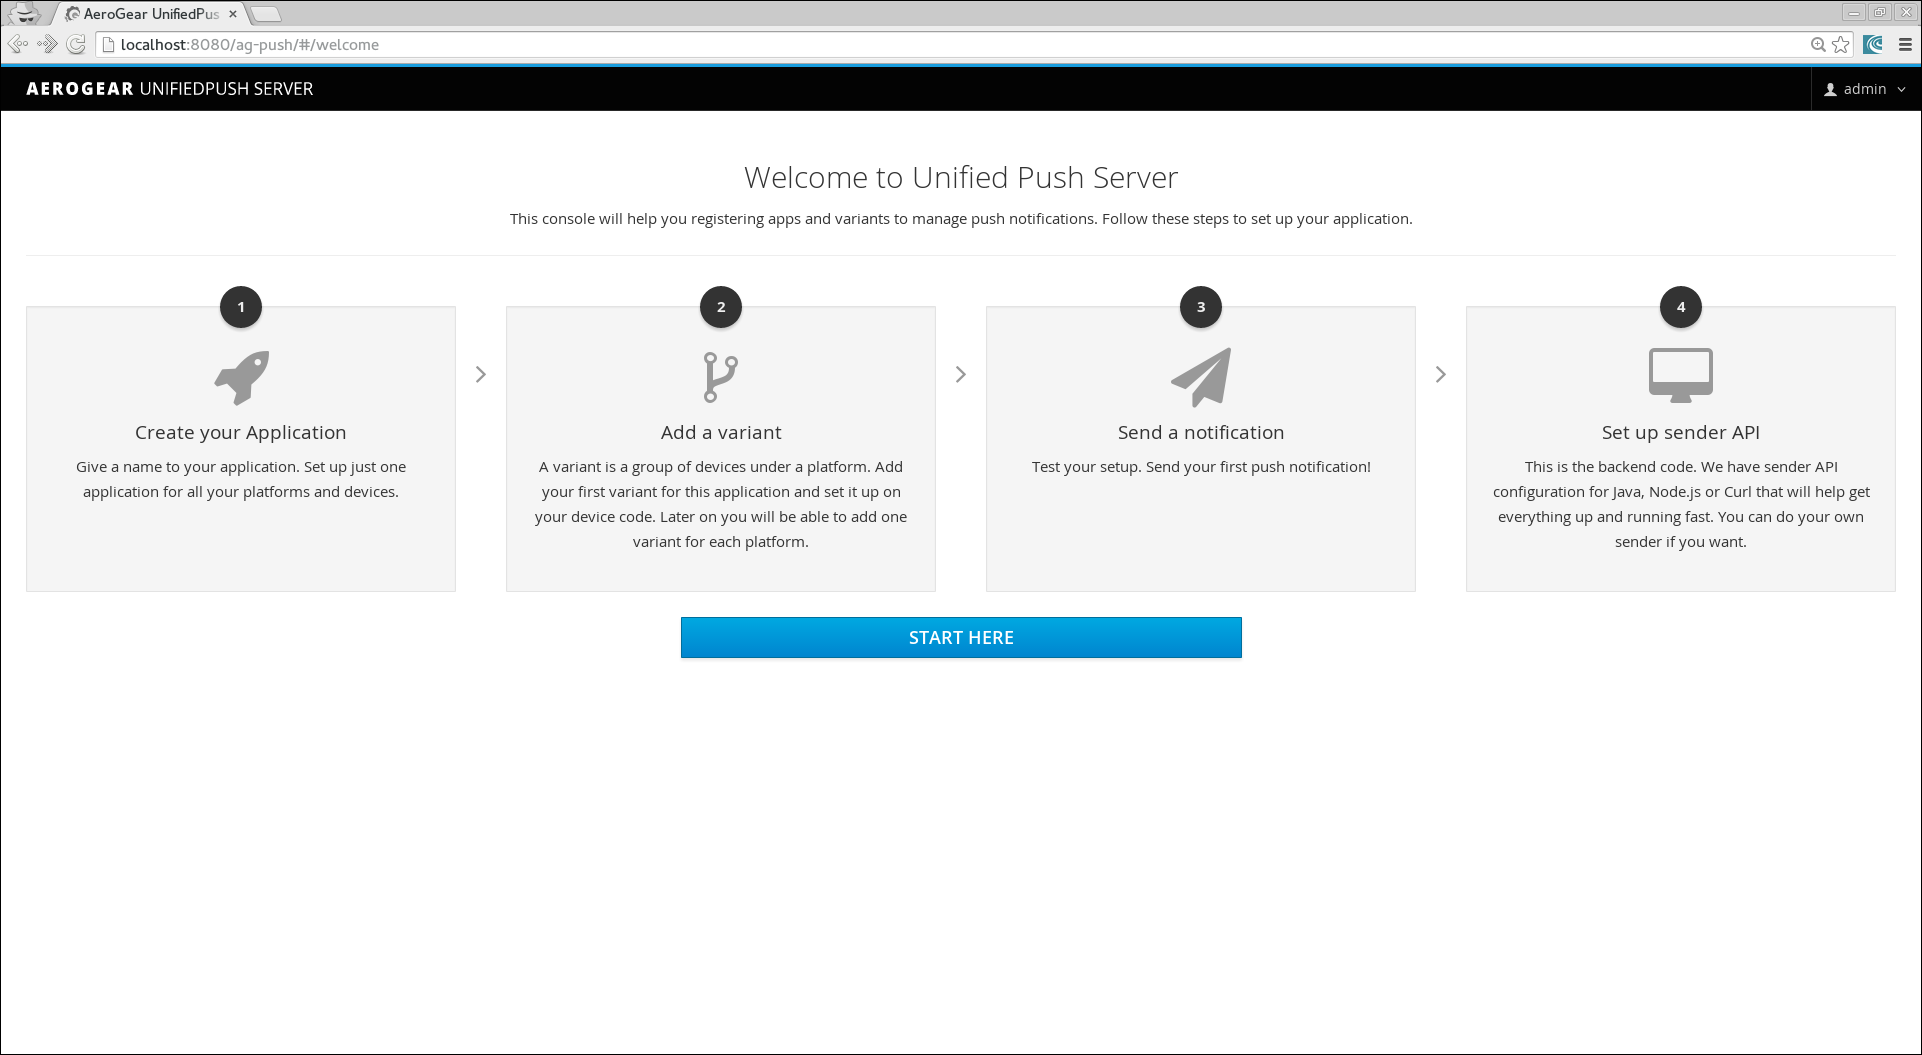 AeroGear UnifiedPus
localhost:8080/ag-push/#/welcome
AEROGEAR UNIFIEDPUSH SERVER
admin
Welcome to Unified Push Server
This console will help you registering apps and variants to manage push notifications. Follow these steps to set up your application.
1
Create your Application
Give a name to your application. Set up just one
application for all your platforms and devices.
2
Add a variant
A variant is a group of devices under a platform. Add
your first variant for this application and set it up on
your device code. Later on you will be able to add one
variant for each platform.
3
Send a notification
Test your setup. Send your first push notification!
4
Set up sender API
This is the backend code. We have sender API
configuration for Java, Node.js or Curl that will help get
everything up and running fast. You can do your own
sender if you want.
START HERE